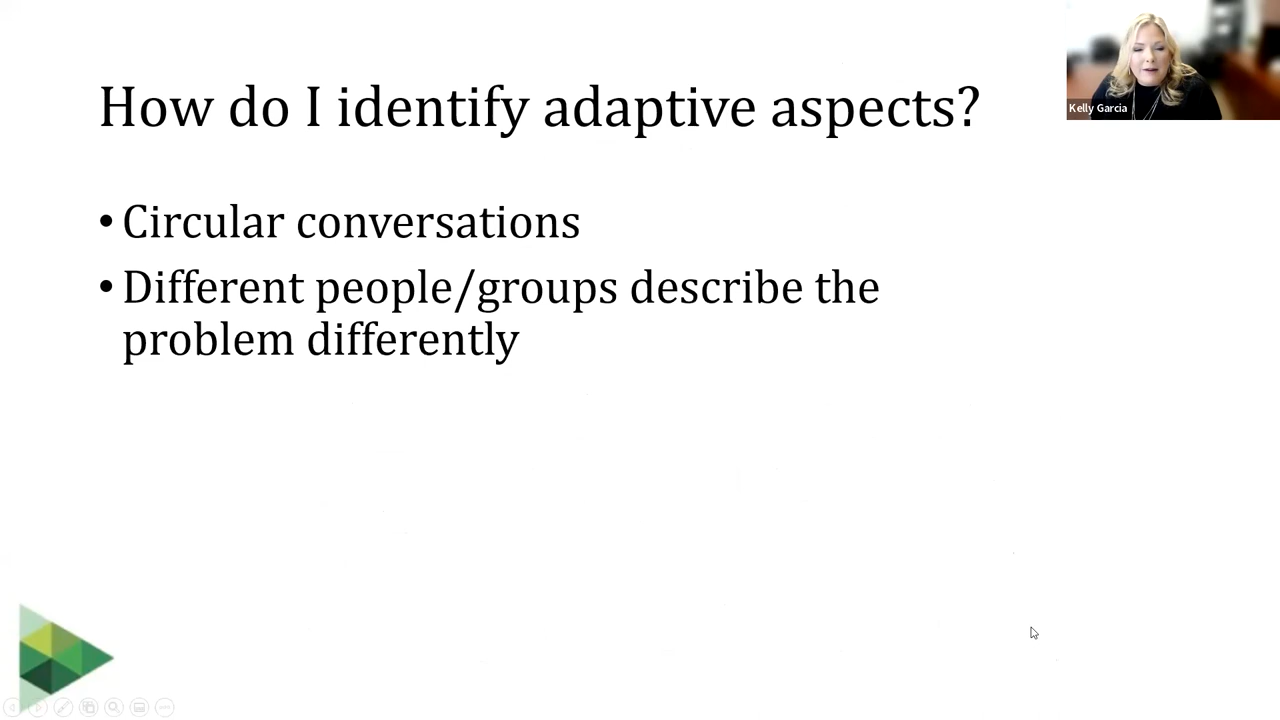 How do I identify adaptive aspects?
Kelly Garcia
• Circular conversations
• Different people/groups describe the
problem differently